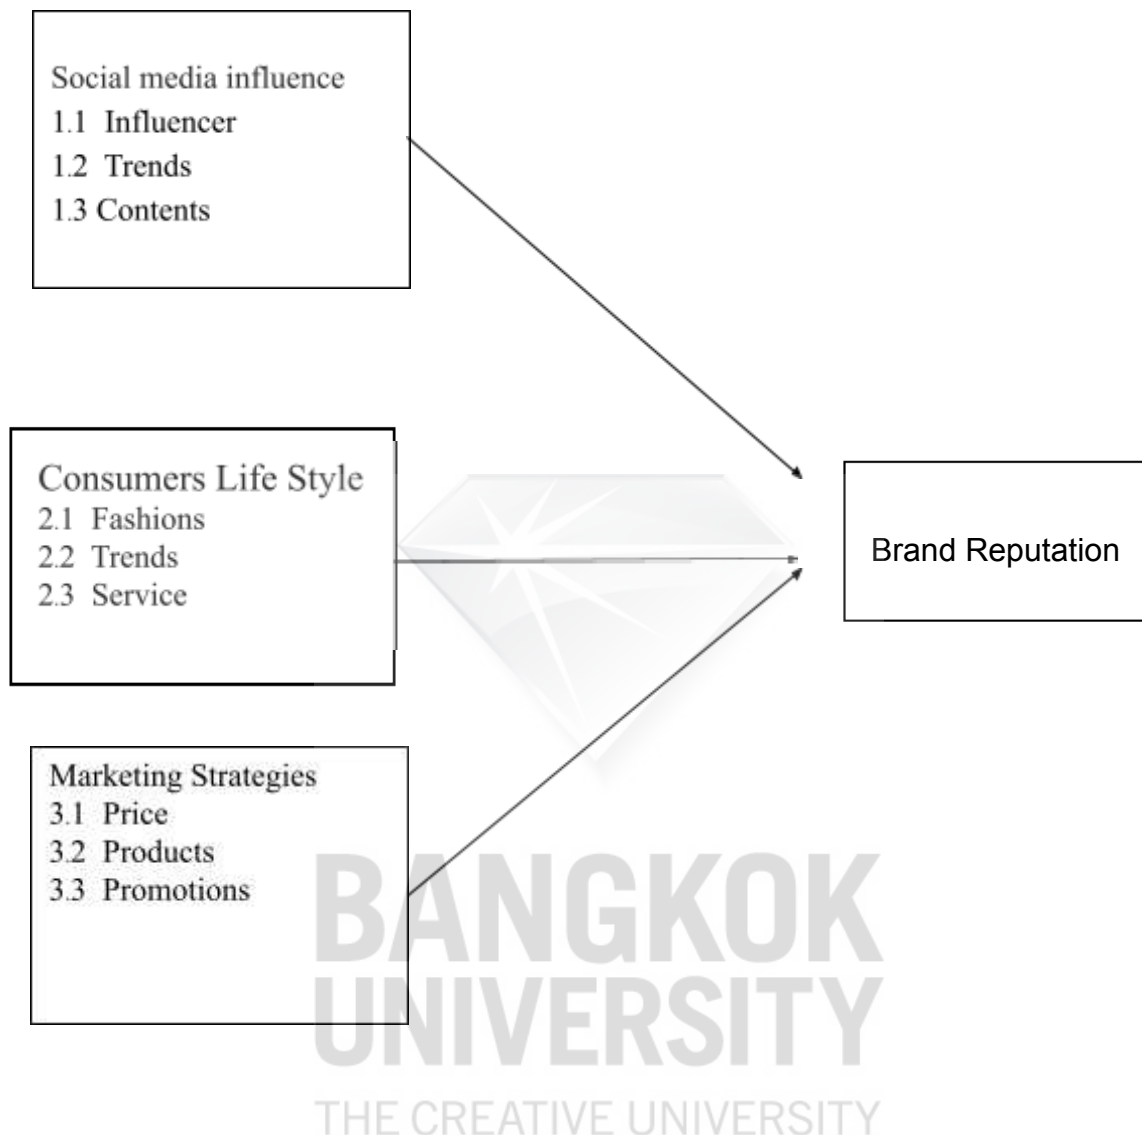 Social media influence
1.1 Influencer
1.2 Trends
1.3 Contents
Consumers Life Style
2.1 Fashions
2.2 Trends
2.3 Service
Brand Reputation
Marketing Strategies
3.1 Price
3.2 Products
3.3 Promotions
BANGKOK
UNIVERSITY
THE CREATIVE UNIVERSITY